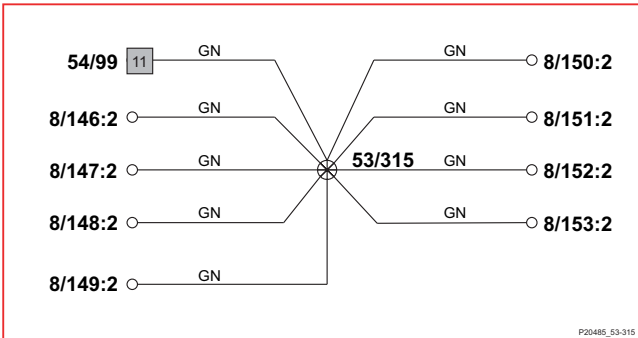 54/99 11 GN GN 8/150:2
8/146:2 GN GN 8/151:2
8/147:2 GN 53/315 GN 8/152:2
8/148:2 GN GN 8/153:2
8/149:2 GN
P20485_53-315